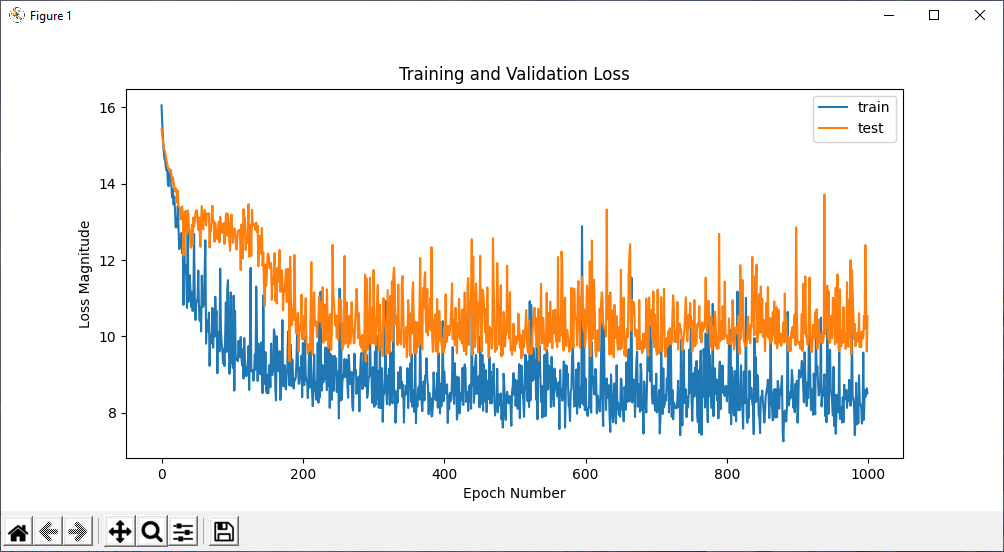 Figure 1
Training and Validation Loss
train
test
Loss Magnitude
16
14
12
10
8
0 200 400 600 800 1000
Epoch Number